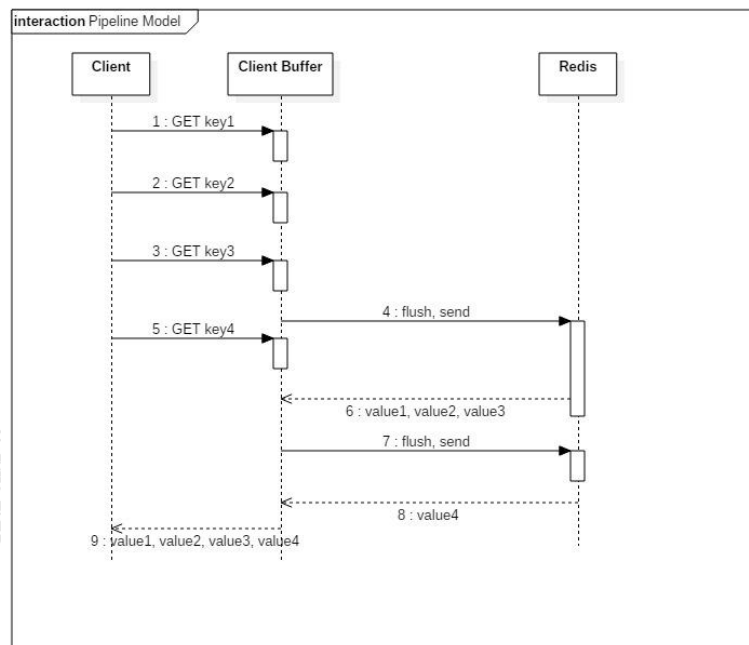 interaction Pipeline Model
Client
Client Buffer
Redis
1 : GET key1
2 : GET key2
3 : GET key3
4 : flush, send
5 : GET key4
6 : value1, value2, value3
7 : flush, send
8 : value4
9 : value1, value2, value3, value4